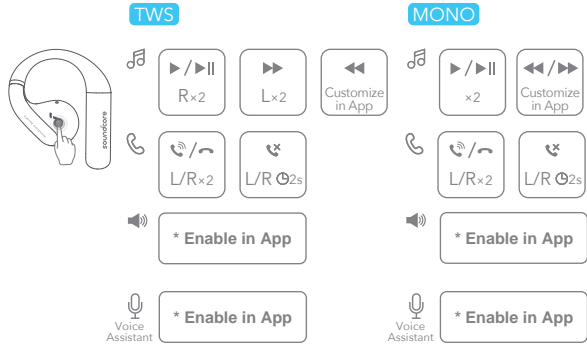 TWS
MONO
R×2
L×2
Customize
in App
×2
Customize
in App
soundcore
L/R×2
L/R 2s
L/R×2
L/R 2s
* Enable in App
* Enable in App
Voice
Assistant
* Enable in App
Voice
Assistant
* Enable in App